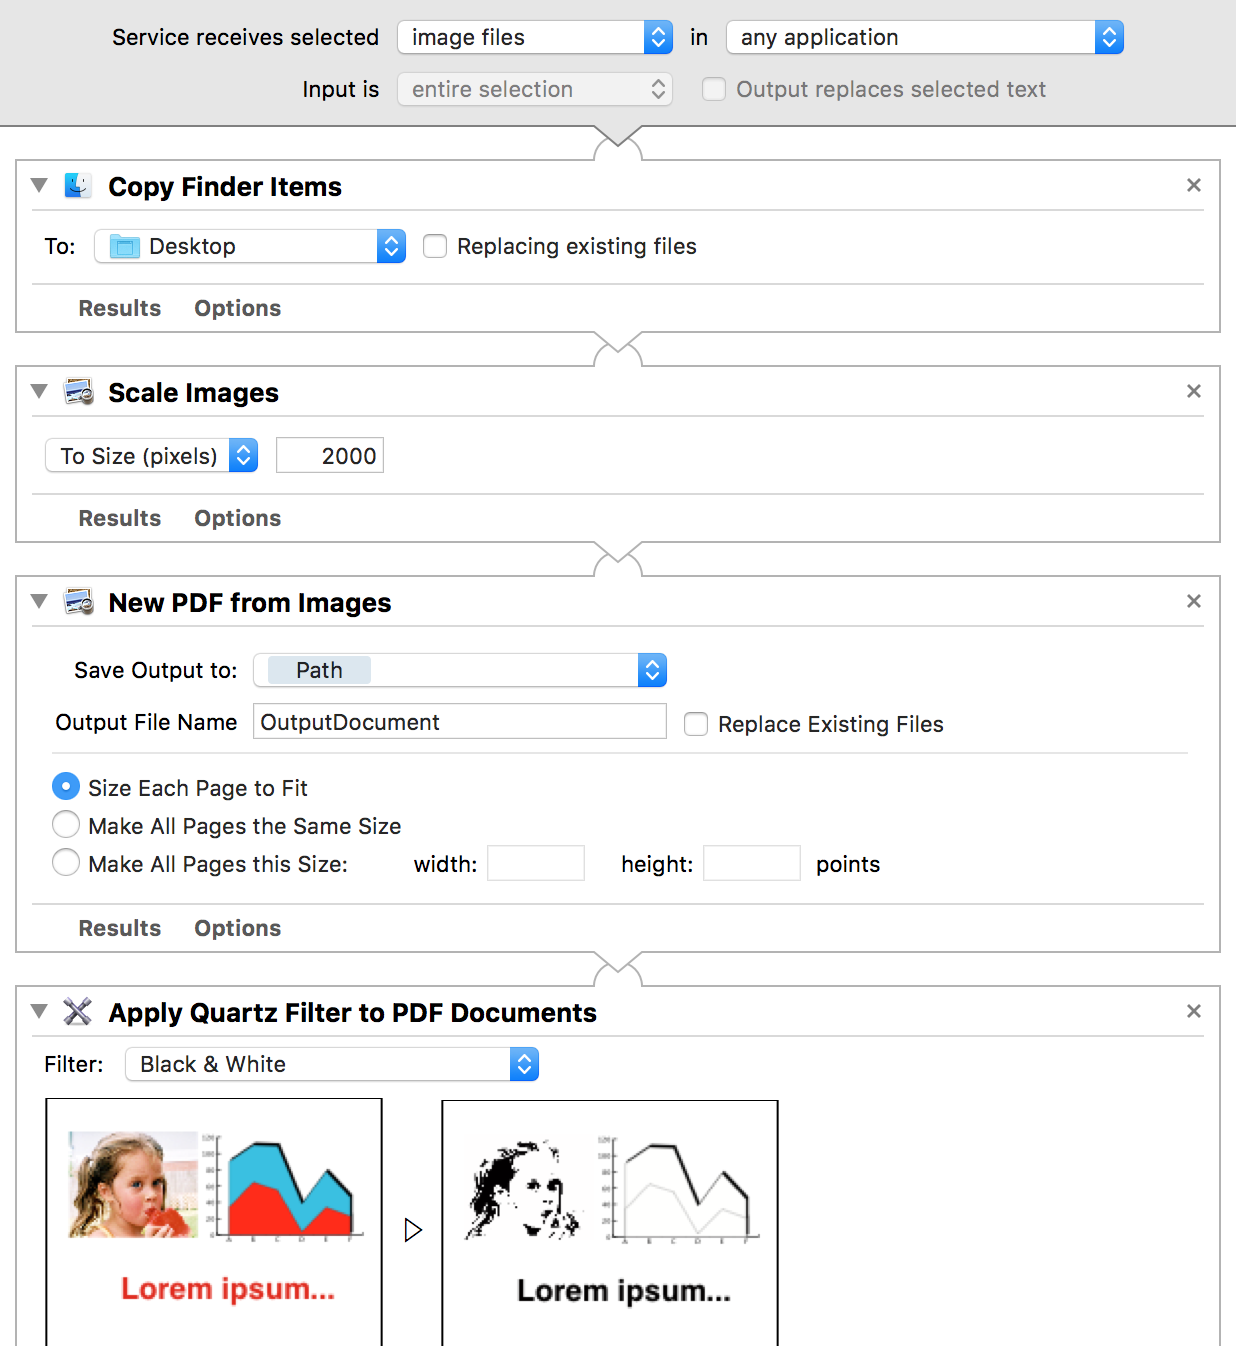 Service receives selected image files in any application
Input is entire selection Output replaces selected text
Copy Finder Items
To: Desktop Replacing existing files
Results Options
Scale Images
To Size (pixels) 2000
Results Options
New PDF from Images
Save Output to: Path
Output File Name OutputDocument Replace Existing Files
Size Each Page to Fit
Make All Pages the Same Size
Make All Pages this Size: width: height: points
Results Options
Apply Quartz Filter to PDF Documents
Filter: Black & White
Lorem ipsum...
Lorem ipsum...